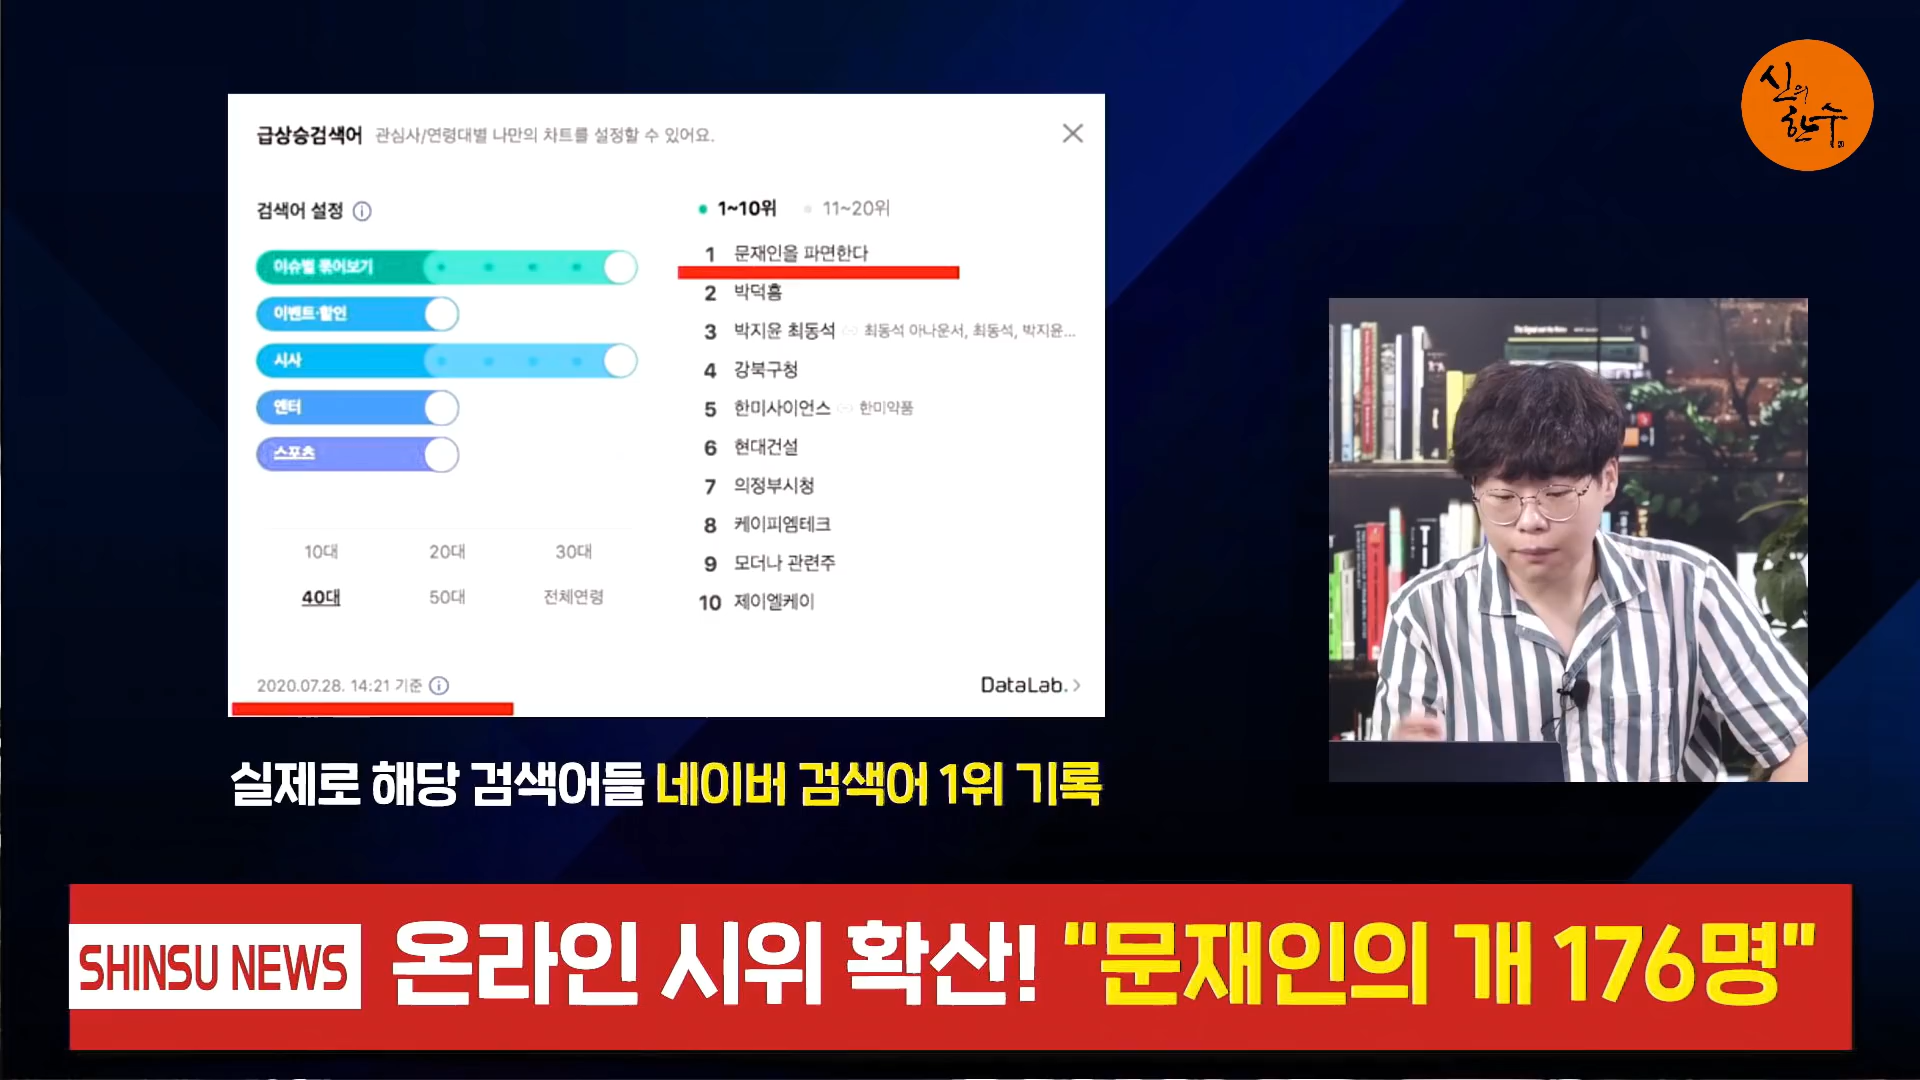 신의
한수
급상승검색어 관심사/연령대별 나만의 차트를 설정할 수 있어요.
검색어 설정
이슈별 묶어보기
이벤트·할인
시사
엔터
스포츠
10대 20대 30대
40대 50대 전체연령
2020.07.28. 14:21 기준
1~10위 11~20위
1 문재인을 파면한다
2 박덕흠
3 박지윤 최동석 최동석 아나운서, 최동석, 박지윤...
4 강북구청
5 한미사이언스 한미약품
6 현대건설
7 의정부시청
8 케이피엠테크
9 모더나 관련주
10 제이엘케이
DataLab.
실제로 해당 검색어들 네이버 검색어 1위 기록
SHINSU NEWS
온라인 시위 확산! "문재인의 개 176명"